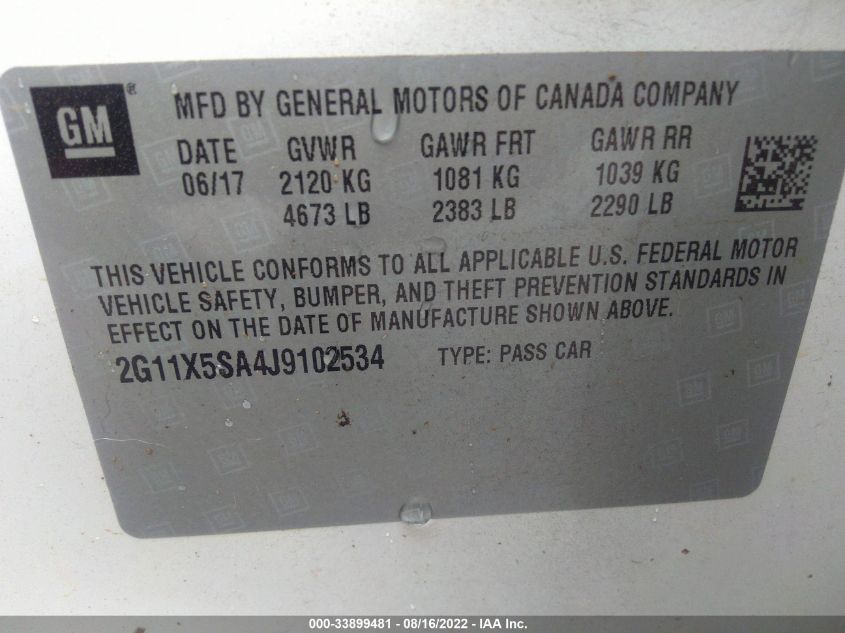 GM®
MFD BY GENERAL MOTORS OF CANADA COMPANY
DATE GVWR GAWR FRT GAWR RR
06/17 2120 KG 1081 KG 1039 KG
4673 LB 2383 LB 2290 LB
THIS VEHICLE CONFORMS TO ALL APPLICABLE U.S. FEDERAL MOTOR
VEHICLE SAFETY, BUMPER, AND THEFT PREVENTION STANDARDS IN
EFFECT ON THE DATE OF MANUFACTURE SHOWN ABOVE.
2G11X5SA4J9102534 TYPE: PASS CAR
000-33899481 - 08/16/2022 - IAA Inc.